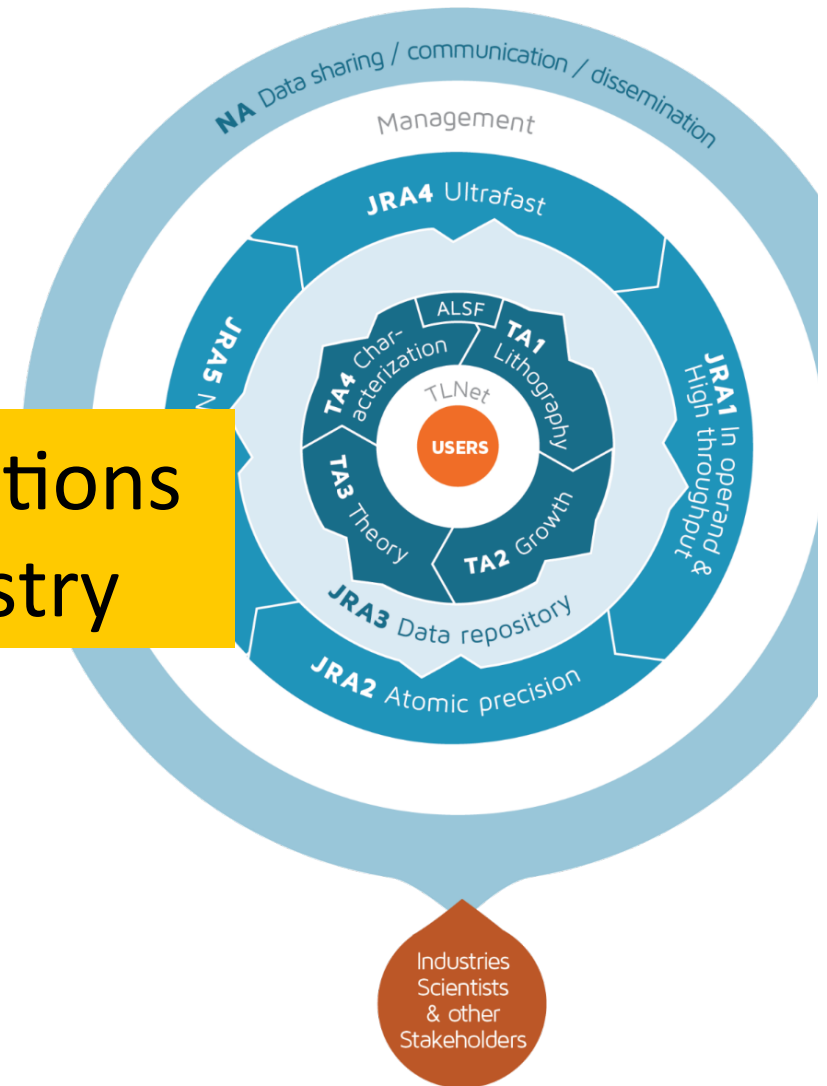 NA Data sharing / communication / dissemination
Management
JRA4 Ultrafast
JRA5
JRA1 In operand &
High throughput
ALSF
TA1
Lithography
TA4 Char-
acterization
TLNet
USERS
TA3 Theory
TA2 Growth
JRA3 Data repository
JRA2 Atomic precision
tions
stry
Industries
Scientists
& other
Stakeholders